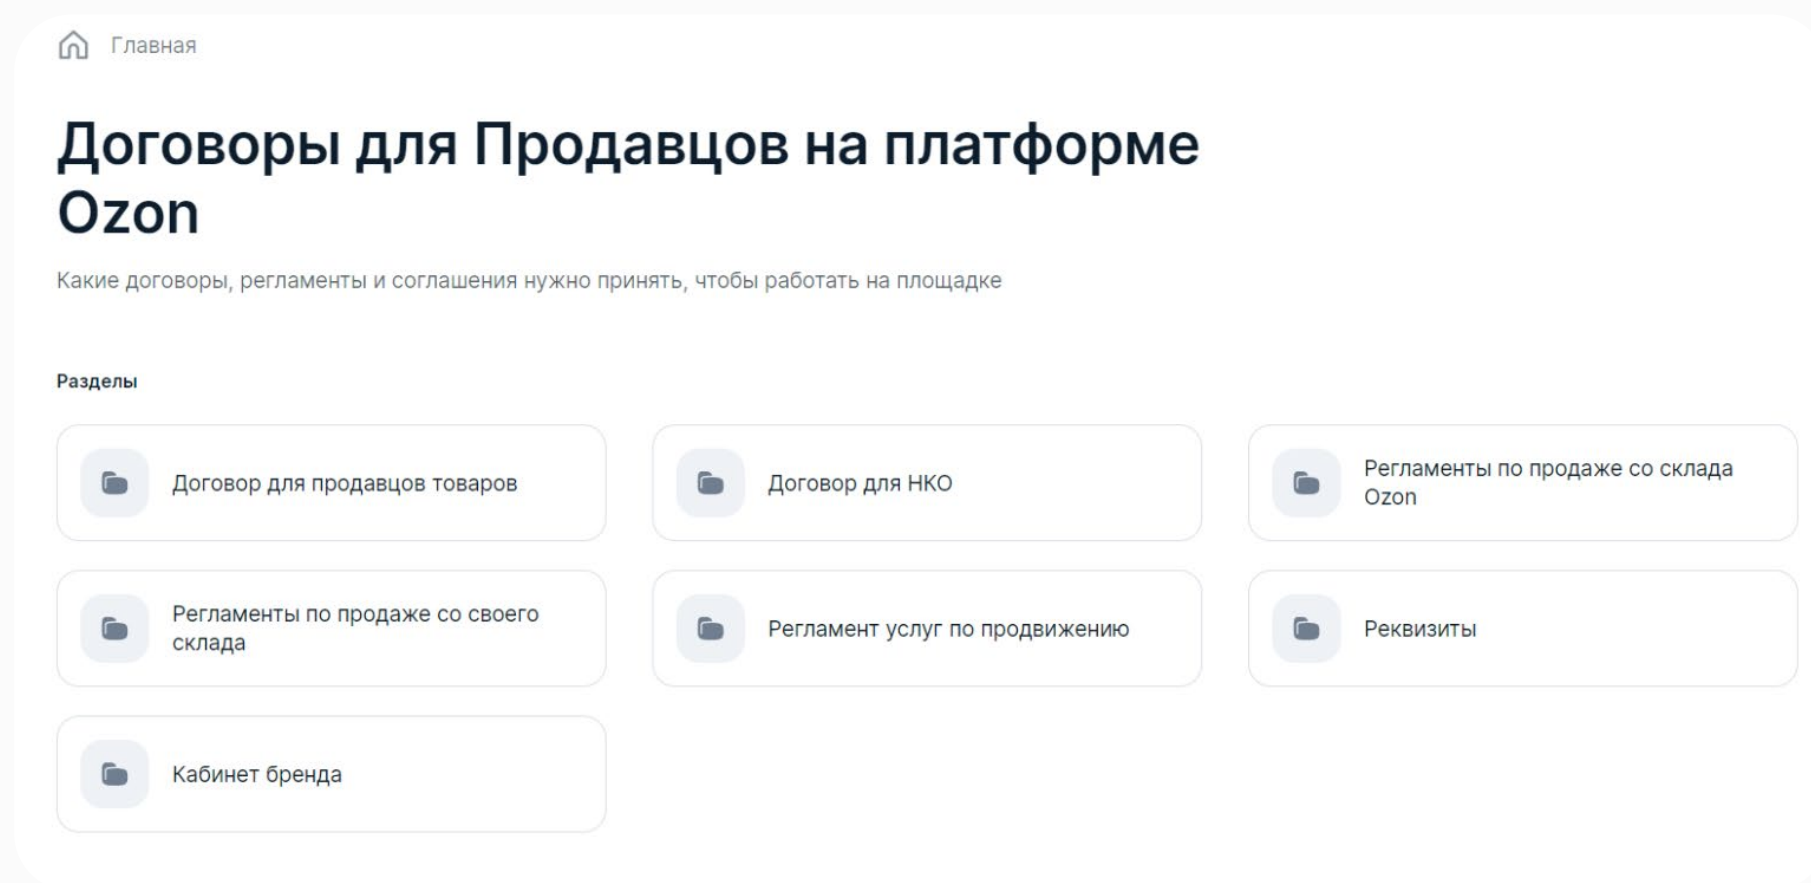 Главная
Договоры для Продавцов на платформе
Ozon
Какие договоры, регламенты и соглашения нужно принять, чтобы работать на площадке
Разделы
Договор для продавцов товаров
Договор для НКО
Регламенты по продаже со склада
Ozon
Регламенты по продаже со своего
склада
Регламент услуг по продвижению
Реквизиты
Кабинет бренда